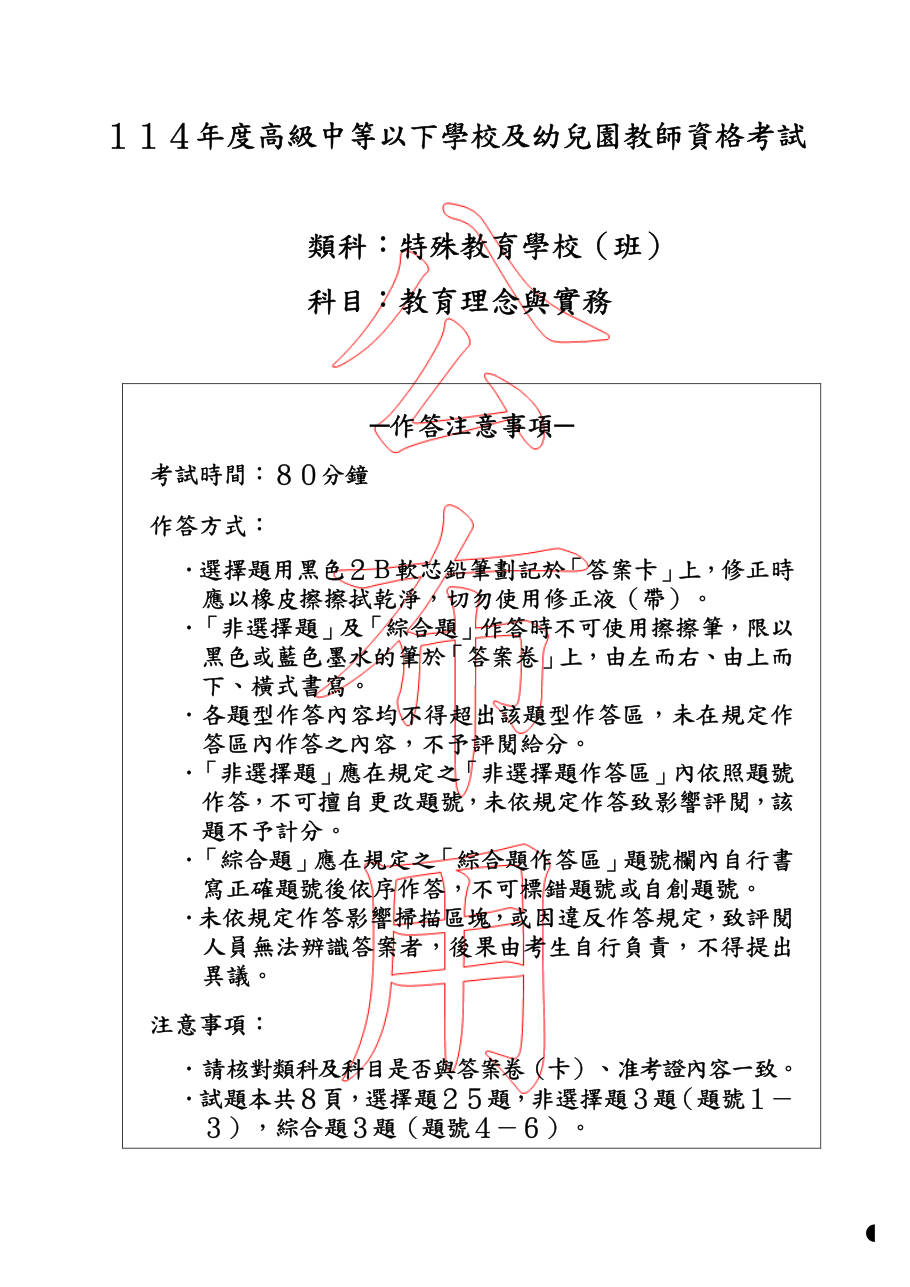 １１４年度高級中等以下學校及幼兒園教師資格考試
類科：特殊教育學校（班）
科目：教育理念與實務
公布用
─作答注意事項─
考試時間：８０分鐘
作答方式：
‧選擇題用黑色２Ｂ軟芯鉛筆劃記於「答案卡」上，修正時
應以橡皮擦擦拭乾淨，切勿使用修正液（帶）。
‧「非選擇題」及「綜合題」作答時不可使用擦擦筆，限以
黑色或藍色墨水的筆於「答案卷」上，由左而右、由上而
下、橫式書寫。
‧各題型作答內容均不得超出該題型作答區，未在規定作
答區內作答之內容，不予評閱給分。
‧「非選擇題」應在規定之「非選擇題作答區」內依照題號
作答，不可擅自更改題號，未依規定作答致影響評閱，該
題不予計分。
‧「綜合題」應在規定之「綜合題作答區」題號欄內自行書
寫正確題號後依序作答，不可標錯題號或自創題號。
‧未依規定作答影響掃描區塊，或因違反作答規定，致評閱
人員無法辨識答案者，後果由考生自行負責，不得提出
異議。
注意事項：
‧請核對類科及科目是否與答案卷（卡）、准考證內容一致。
‧試題本共８頁，選擇題２５題，非選擇題３題（題號１－
３），綜合題３題（題號４－６）。